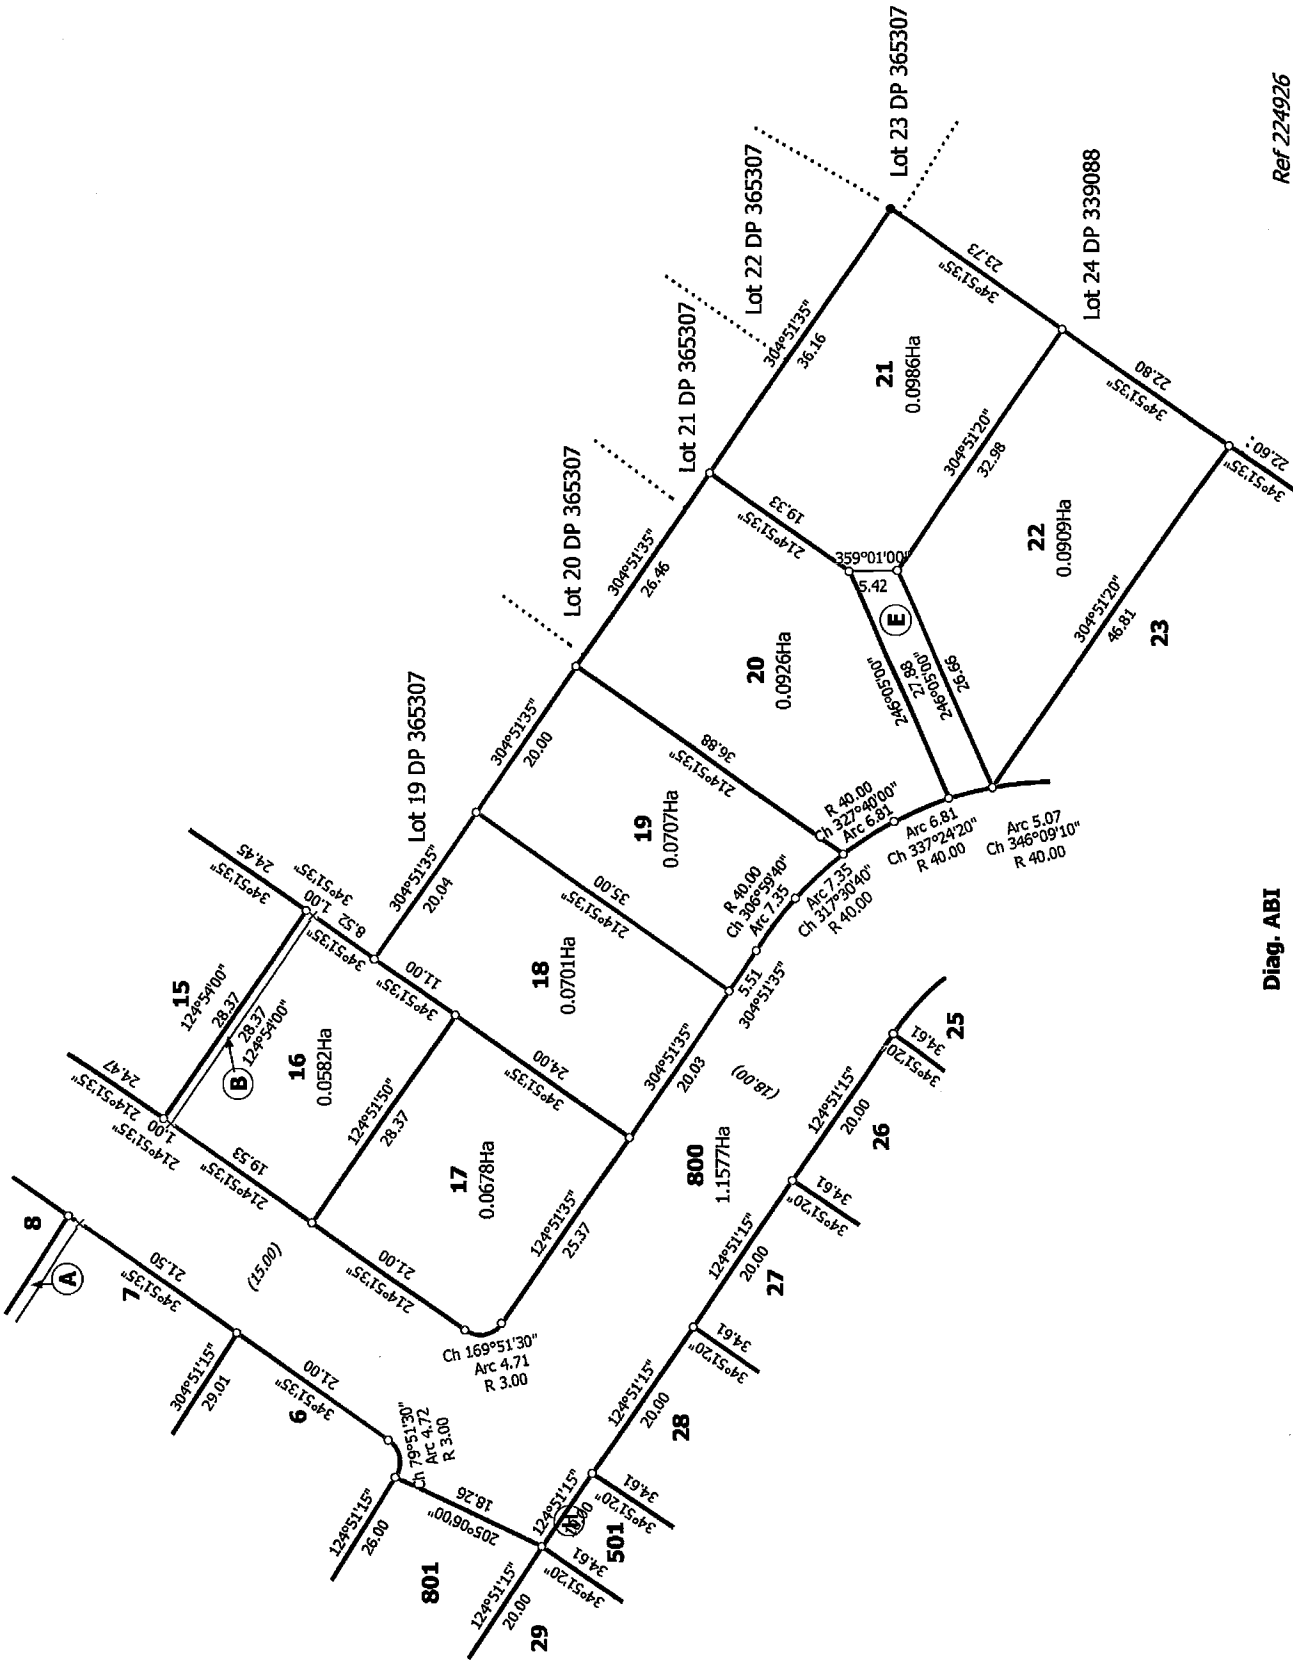 Lot 23 DP 365307
Lot 22 DP 365307
Lot 21 DP 365307
Lot 20 DP 365307
Lot 19 DP 365307
Lot 24 DP 339088
Ref 224926
Diag. ABI
15
124°54'00"
28.37
28.37
124°54'00"
B
34°51'35"
24.45
34°51'35"
1.00
34°51'35"
8.52
214°51'35"
24.47
214°51'35"
1.00
214°51'35"
19.53
16
0.0582Ha
124°51'50"
28.37
34°51'35"
11.00
17
0.0678Ha
214°51'35"
21.00
34°51'35"
24.00
124°51'35"
25.37
Ch 169°51'30"
Arc 4.71
R 3.00
18
0.0701Ha
304°51'35"
20.04
214°51'35"
35.00
304°51'35"
20.03
19
0.0707Ha
304°51'35"
20.00
214°51'35"
36.88
5.51
304°51'35"
R 40.00
Ch 306°59'40"
Arc 7.35
Arc 7.35
Ch 317°30'40"
R 40.00
20
0.0926Ha
304°51'35"
26.46
214°51'35"
19.33
R 40.00
Ch 327°40'00"
Arc 6.81
Arc 6.81
Ch 337°24'20"
R 40.00
Arc 5.07
Ch 346°09'10"
R 40.00
246°05'00"
27.88
246°05'00"
26.66
E
359°01'00"
5.42
21
0.0986Ha
304°51'35"
36.16
34°51'35"
23.73
304°51'20"
32.98
22
0.0909Ha
34°51'35"
22.80
304°51'20"
46.81
34°51'35"
22.60
23
8
A
7
34°51'35"
21.50
(15.00)
304°51'15"
29.01
6
34°51'35"
21.00
Ch 79°51'30"
Arc 4.72
R 3.00
124°51'15"
26.00
801
205°06'00"
18.26
800
1.1577Ha
(18.00)
25
34°51'20"
34.61
26
124°51'15"
20.00
34°51'20"
34.61
27
124°51'15"
20.00
34°51'20"
34.61
28
124°51'15"
20.00
34°51'20"
34.61
501
124°51'15"
34°51'20"
34.61
29
124°51'15"
20.00